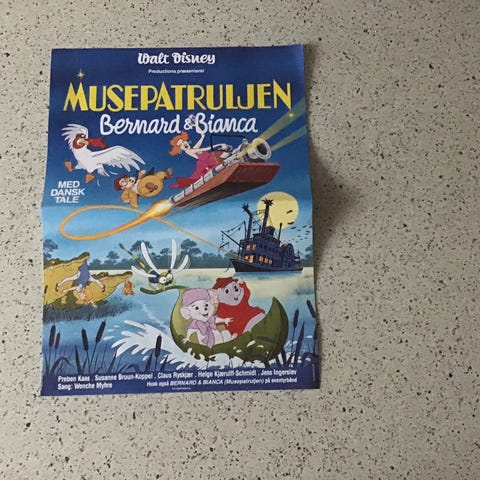 Walt Disney
Productions præsenterer
MUSEPATRULJEN
Bernard & Bianca
MED
DANSK
TALE
Preben Kaas . Susanne Bruun-Koppel . Claus Ryskjær . Helge Kjærulff-Schmidt . Jess Ingerslev
Sang: Wenche Myhre
Husk også BERNARD & BIANCA (Musepatruljen) på eventyrbånd